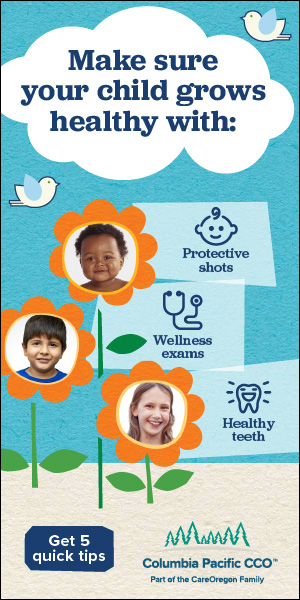 Make sure
your child grows
healthy with:
Protective
shots
Wellness
exams
Healthy
teeth
Get 5
quick tips
Columbia Pacific CCO™
Part of the CareOregon Family